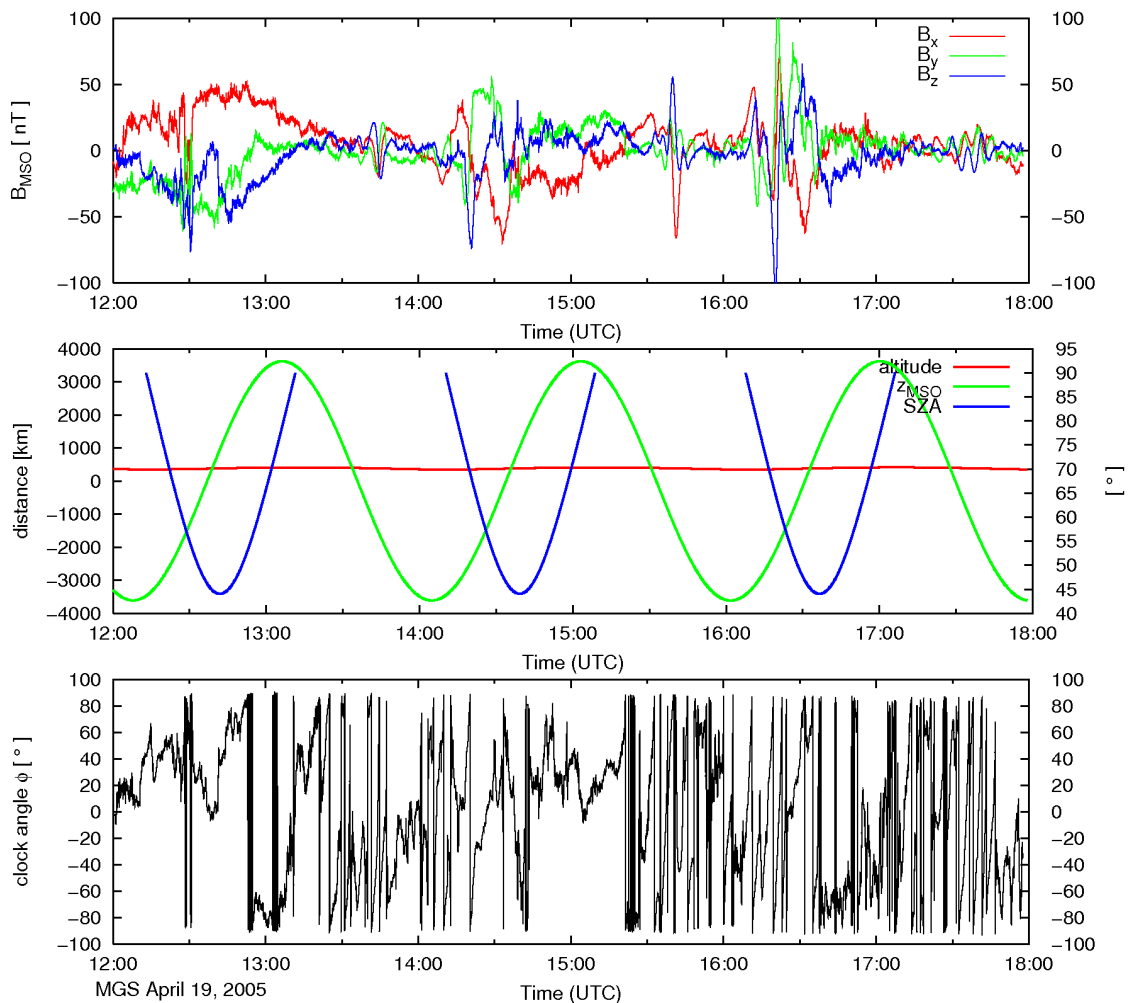 100 100
B_x
B_y
B_z
50 50
0 0
−50 −50
−100 −100
B_MSO [ nT]
12:00 13:00 14:00 15:00 16:00 17:00 18:00
Time (UTC)
4000 95
altitude
z_MSO
SZA
3000 90
85
2000 80
1000 75
0 70
65
−1000 60
−2000 55
50
−3000 45
−4000 40
distance [km]
[ ° ]
12:00 13:00 14:00 15:00 16:00 17:00 18:00
Time (UTC)
100 100
80 80
60 60
40 40
20 20
0 0
−20 −20
−40 −40
−60 −60
−80 −80
−100 −100
clock angle ϕ [ ° ]
12:00 13:00 14:00 15:00 16:00 17:00 18:00
MGS April 19, 2005 Time (UTC)